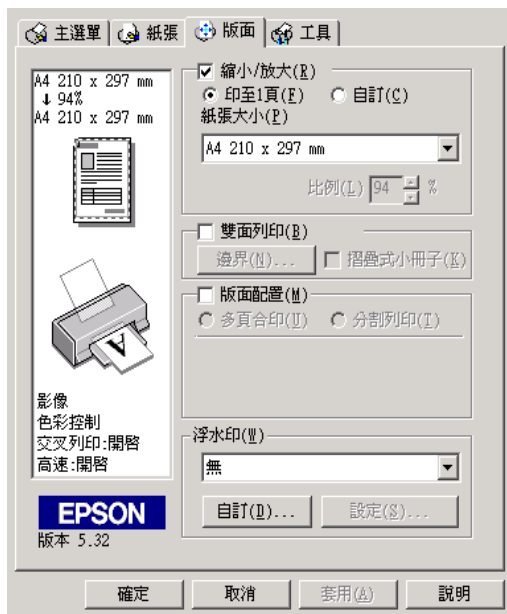 主選單 紙張 版面 工具
A4 210 x 297 mm
↓ 94%
A4 210 x 297 mm
影像
色彩控制
交叉列印:開啓
高速:開啓
EPSON
版本 5.32
縮小/放大(R)
印至1頁(F) 自訂(C)
紙張大小(P)
A4 210 x 297 mm
比例(L) 94 %
雙面列印(B)
邊界(N)... 摺疊式小冊子(K)
版面配置(M)
多頁合印(U) 分割列印(T)
浮水印(W)
無
自訂(D)... 設定(S)...
確定 取消 套用(A) 說明